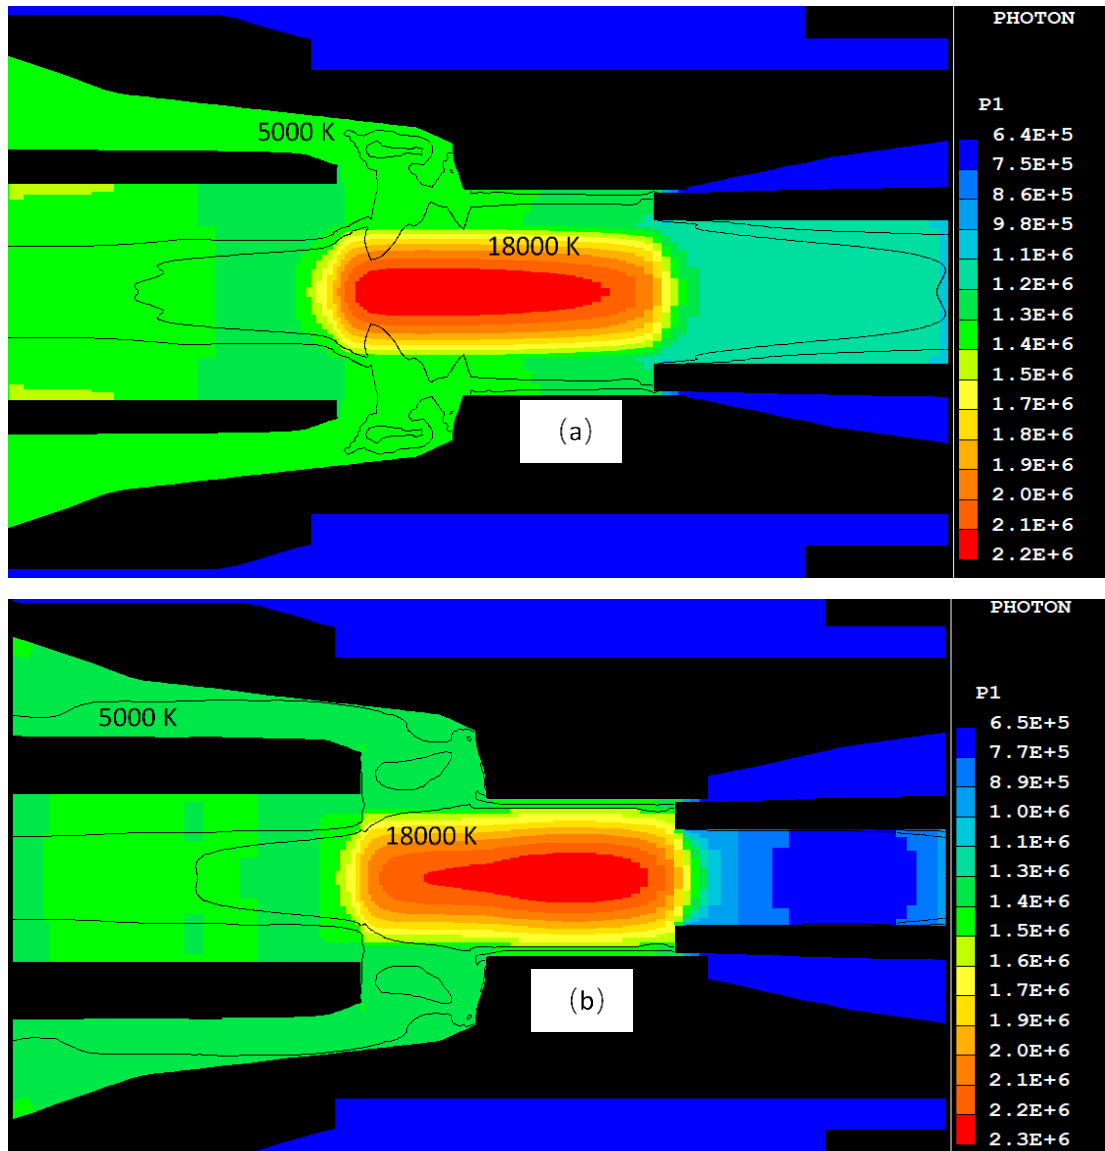 PHOTON
P1
6.4E+5
7.5E+5
8.6E+5
9.8E+5
1.1E+6
1.2E+6
1.3E+6
1.4E+6
1.5E+6
1.7E+6
1.8E+6
1.9E+6
2.0E+6
2.1E+6
2.2E+6
5000 K
18000 K
(a)
PHOTON
P1
6.5E+5
7.7E+5
8.9E+5
1.0E+6
1.1E+6
1.3E+6
1.4E+6
1.5E+6
1.6E+6
1.7E+6
1.9E+6
2.0E+6
2.1E+6
2.2E+6
2.3E+6
5000 K
18000 K
(b)